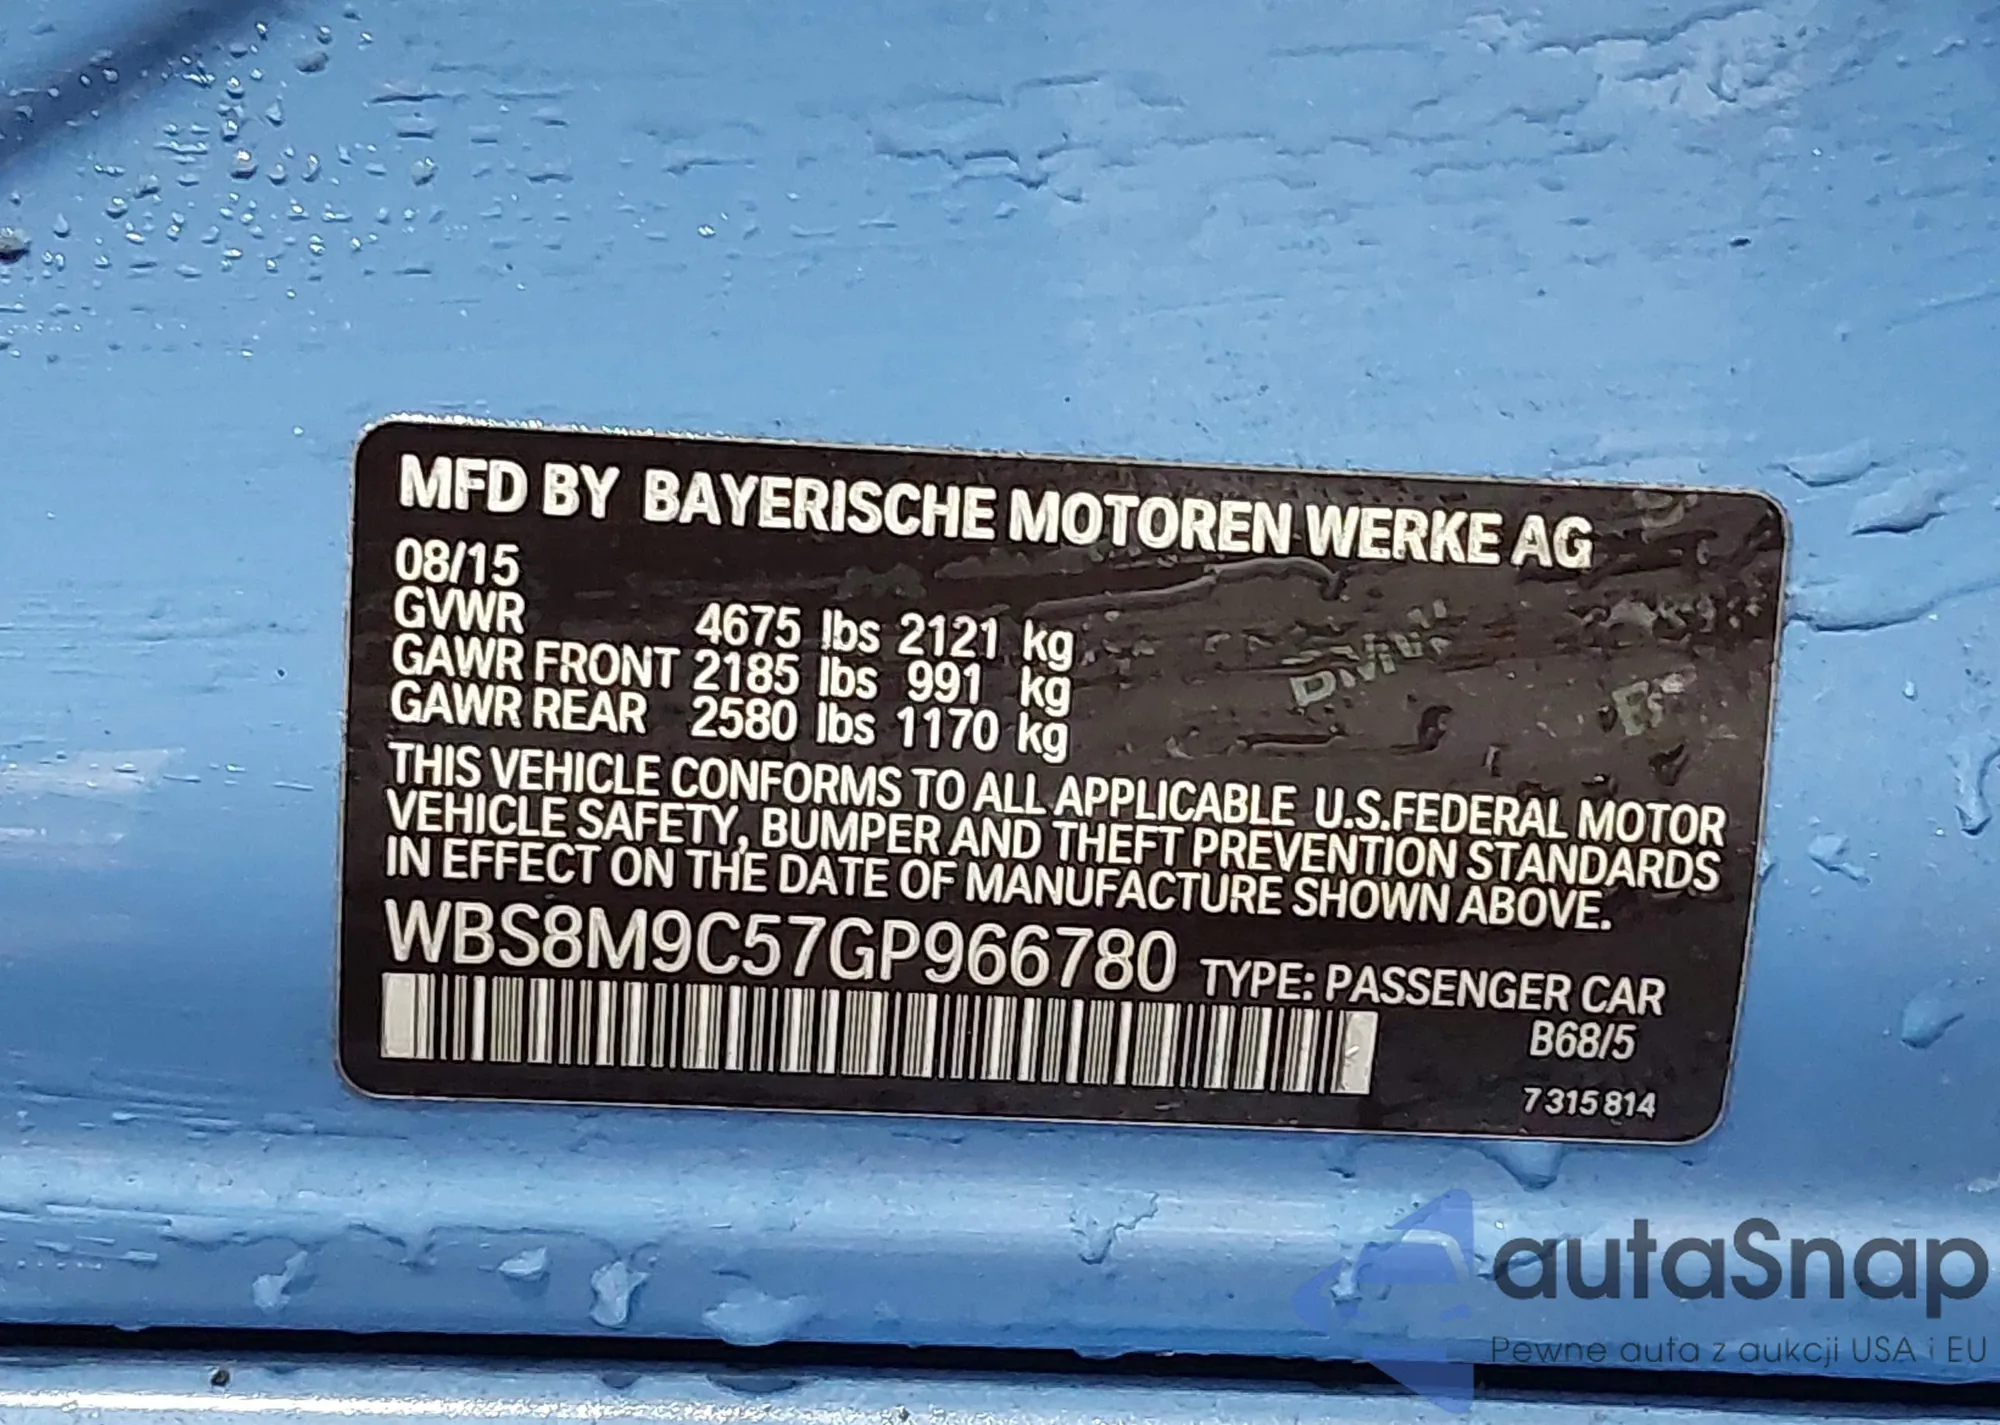 MFD BY BAYERISCHE MOTOREN WERKE AG
08/15
GVWR 4675 lbs 2121 kg
GAWR FRONT 2185 lbs 991 kg
GAWR REAR 2580 lbs 1170 kg
THIS VEHICLE CONFORMS TO ALL APPLICABLE U.S.FEDERAL MOTOR
VEHICLE SAFETY, BUMPER AND THEFT PREVENTION STANDARDS
IN EFFECT ON THE DATE OF MANUFACTURE SHOWN ABOVE.
WBS8M9C57GP966780 TYPE: PASSENGER CAR
B68/5
7 315 814
autaSnap
Pewne auta z aukcji USA i EU